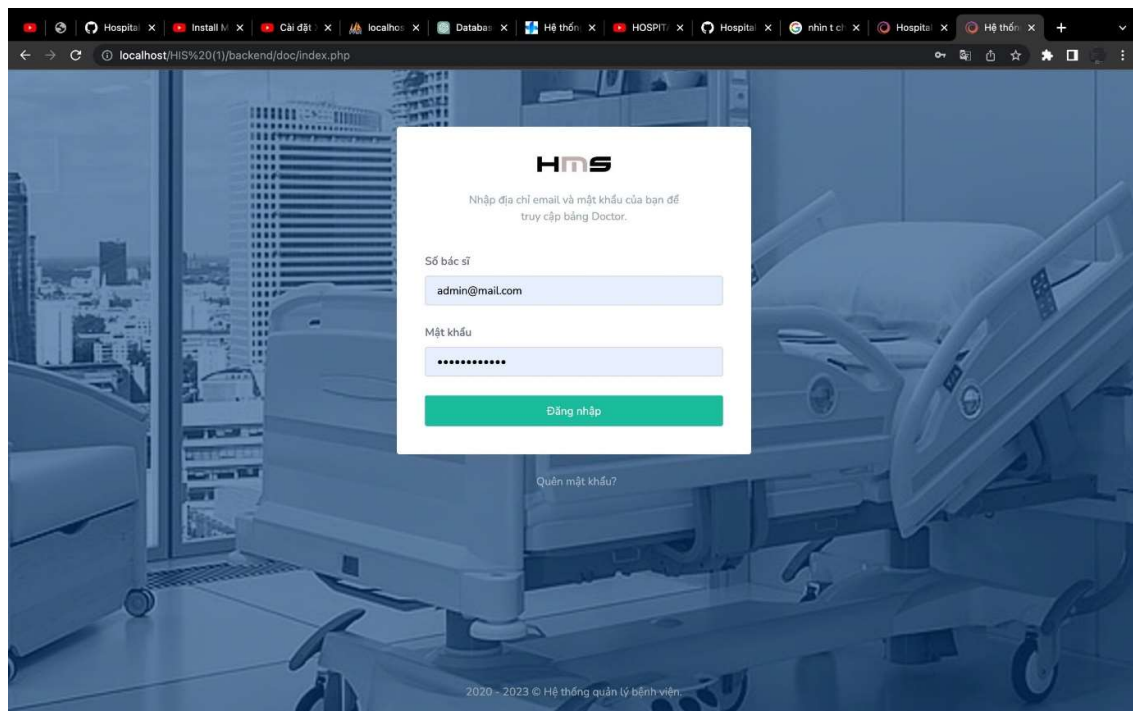 Hospital
Install M
Cài đặt
localhos
Databas
Hệ thốn
HOSPIT
Hospital
nhìn t ch
Hospital
Hệ thốn
localhost/HIS%20(1)/backend/doc/index.php
HMS
Nhập địa chỉ email và mật khẩu của bạn để
truy cập bảng Doctor.
Số bác sĩ
admin@mail.com
Mật khẩu
••••••••••••
Đăng nhập
Quên mật khẩu?
2020 - 2023 © Hệ thống quản lý bệnh viện.